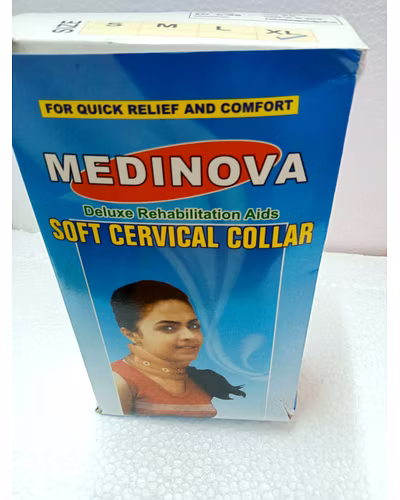 SIZE S M L XL
FOR QUICK RELIEF AND COMFORT
MEDINOVA
Deluxe Rehabilitation Aids
SOFT CERVICAL COLLAR